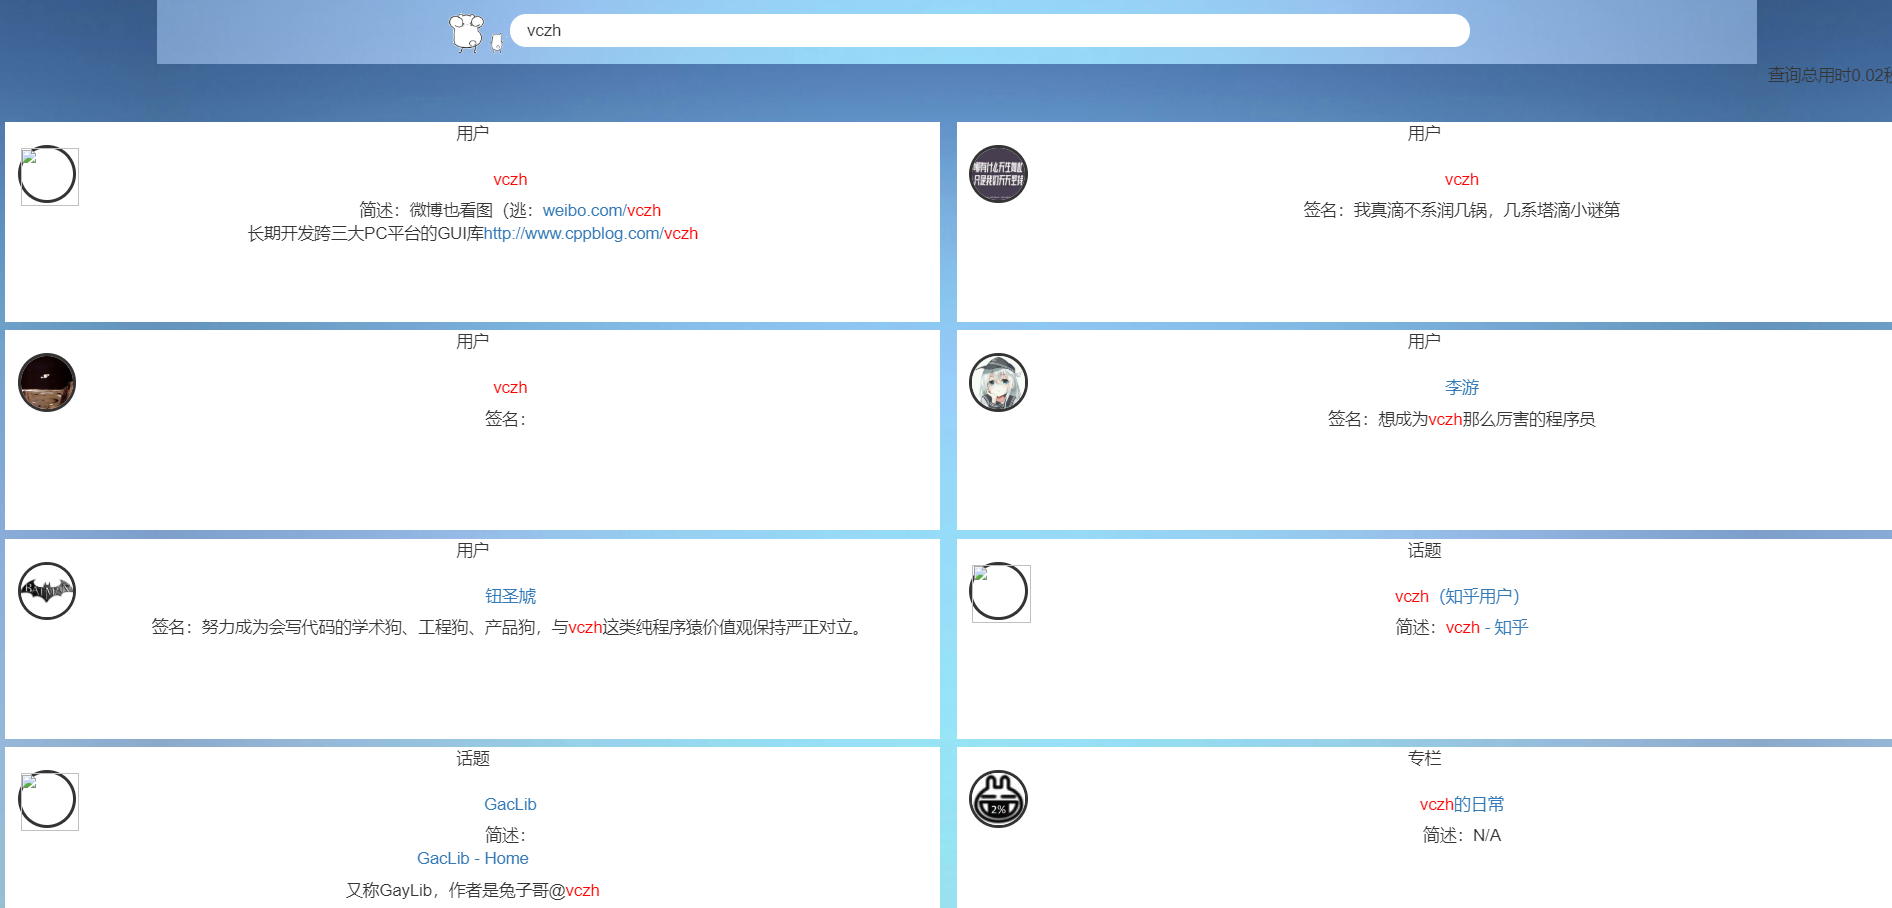 vczh
查询总用时0.02秒
用户
vczh
简述：微博也看图（逃：weibo.com/vczh
长期开发跨三大PC平台的GUI库http://www.cppblog.com/vczh
用户
vczh
签名：我真滴不系润几锅，几系塔滴小谜第
用户
vczh
签名：
用户
李游
签名：想成为vczh那么厉害的程序员
用户
钮圣虓
签名：努力成为会写代码的学术狗、工程狗、产品狗，与vczh这类纯程序猿价值观保持严正对立。
BATMAN
话题
vczh（知乎用户）
简述：vczh - 知乎
话题
GacLib
简述：
GacLib - Home
又称GayLib，作者是兔子哥@vczh
专栏
2%
vczh的日常
简述：N/A